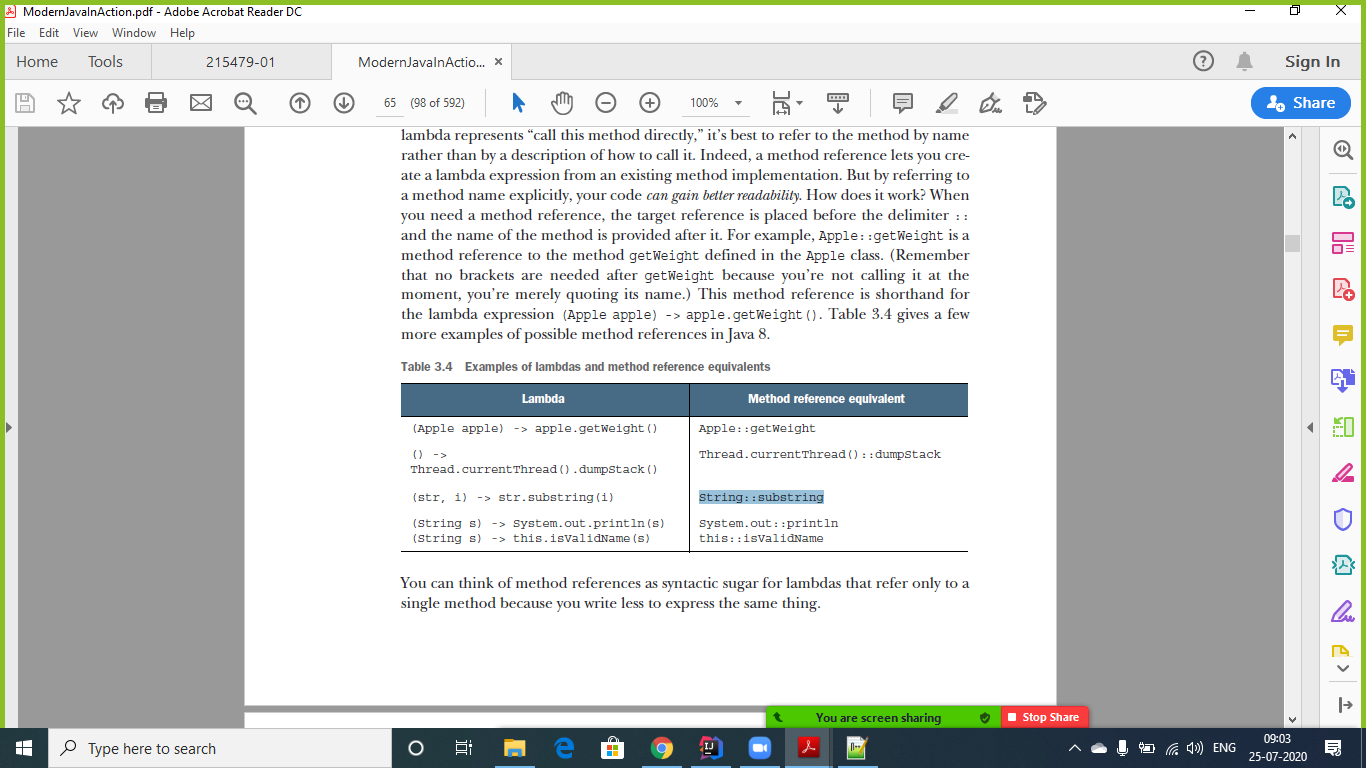 ModernJavaInAction.pdf - Adobe Acrobat Reader DC
File Edit View Window Help
Home Tools 215479-01 ModernJavaInActio... × Sign In
65 (98 of 592) 100% Share
lambda represents “call this method directly,” it’s best to refer to the method by name
rather than by a description of how to call it. Indeed, a method reference lets you cre-
ate a lambda expression from an existing method implementation. But by referring to
a method name explicitly, your code can gain better readability. How does it work? When
you need a method reference, the target reference is placed before the delimiter ::
and the name of the method is provided after it. For example, Apple::getWeight is a
method reference to the method getWeight defined in the Apple class. (Remember
that no brackets are needed after getWeight because you’re not calling it at the
moment, you’re merely quoting its name.) This method reference is shorthand for
the lambda expression (Apple apple) -> apple.getWeight(). Table 3.4 gives a few
more examples of possible method references in Java 8.
Table 3.4 Examples of lambdas and method reference equivalents
Lambda Method reference equivalent
(Apple apple) -> apple.getWeight() Apple::getWeight
() -> Thread.currentThread()::dumpStack
Thread.currentThread().dumpStack()
(str, i) -> str.substring(i) String::substring
(String s) -> System.out.println(s) System.out::println
(String s) -> this.isValidName(s) this::isValidName
You can think of method references as syntactic sugar for lambdas that refer only to a
single method because you write less to express the same thing.
You are screen sharing Stop Share
Type here to search ENG 09:03
25-07-2020